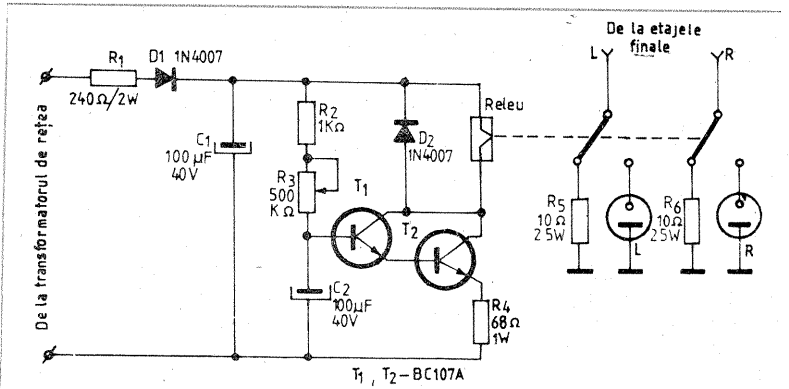 De la etajele
finale
L
R
R1
D1 1N4007
240Ω/2W
De la transformatorul de rețea
C1
100µF
40V
R2
1KΩ
R3
500
KΩ
D2
1N4007
Releu
T1
T2
C2
100µF
40V
R4
68Ω
1W
R5
10Ω
25W
L
R6
10Ω
25W
R
T1, T2-BC107A